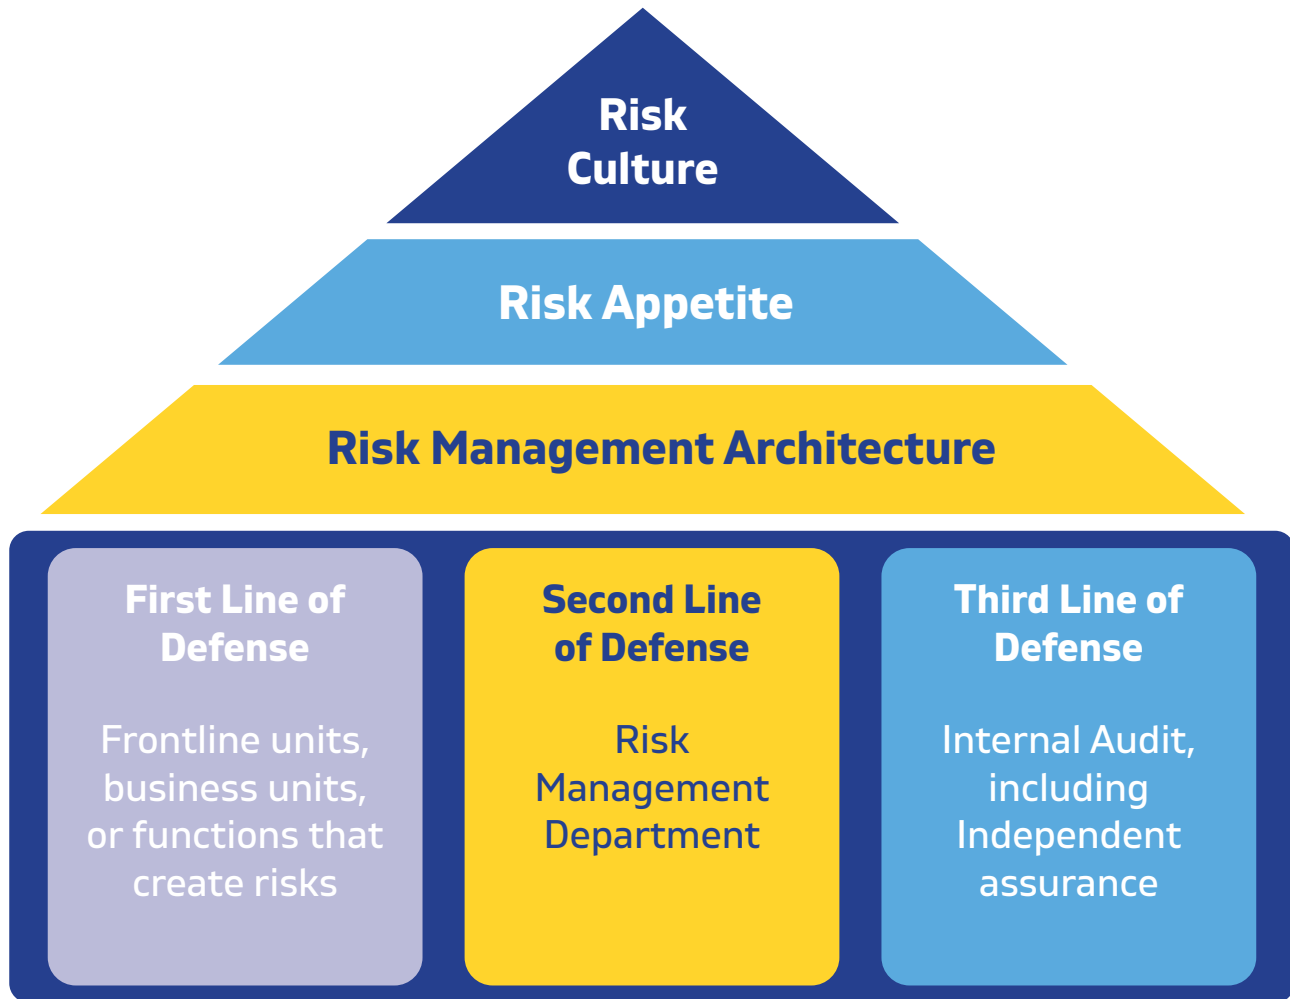 Risk
Culture
Risk Appetite
Risk Management Architecture
First Line of
Defense
Frontline units,
business units,
or functions that
create risks
Second Line
of Defense
Risk
Management
Department
Third Line of
Defense
Internal Audit,
including
Independent
assurance